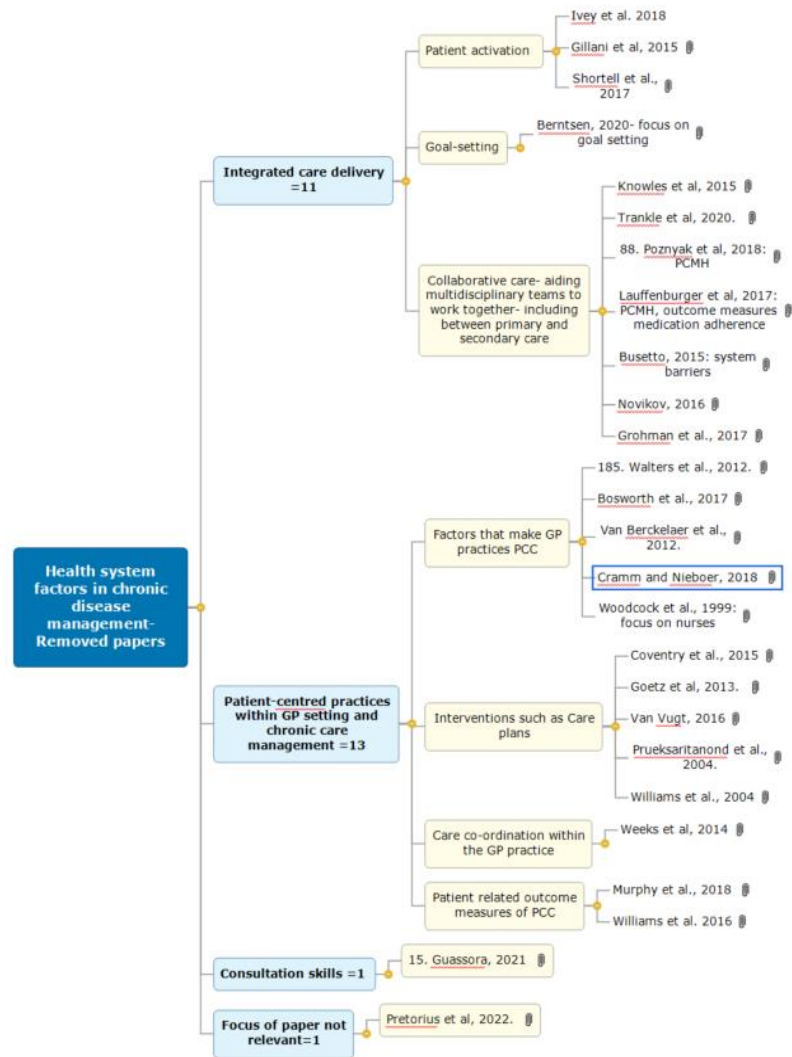 Health system
factors in chronic
disease
management-
Removed papers
Integrated care delivery
=11
Patient activation
Ivey et al. 2018
Gillani et al, 2015
Shortell et al.,
2017
Goal-setting
Berntsen, 2020- focus on
goal setting
Collaborative care- aiding
multidisciplinary teams to
work together- including
between primary and
secondary care
Knowles et al, 2015
Trankle et al, 2020.
88. Poznyak et al, 2018:
PCMH
Lauffenburger et al, 2017:
PCMH, outcome measures
medication adherence
Busetto, 2015: system
barriers
Novikov, 2016
Grohman et al., 2017
Patient-centred practices
within GP setting and
chronic care
management =13
Factors that make GP
practices PCC
185. Walters et al., 2012.
Bosworth et al., 2017
Van Berckelaer et al.,
2012.
Cramm and Nieboer, 2018
Woodcock et al., 1999:
focus on nurses
Interventions such as Care
plans
Coventry et al., 2015
Goetz et al, 2013.
Van Vugt, 2016
Prueksaritanond et al.,
2004.
Williams et al., 2004
Care co-ordination within
the GP practice
Weeks et al, 2014
Patient related outcome
measures of PCC
Murphy et al., 2018
Williams et al. 2016
Consultation skills =1
15. Guassora, 2021
Focus of paper not
relevant=1
Pretorius et al, 2022.